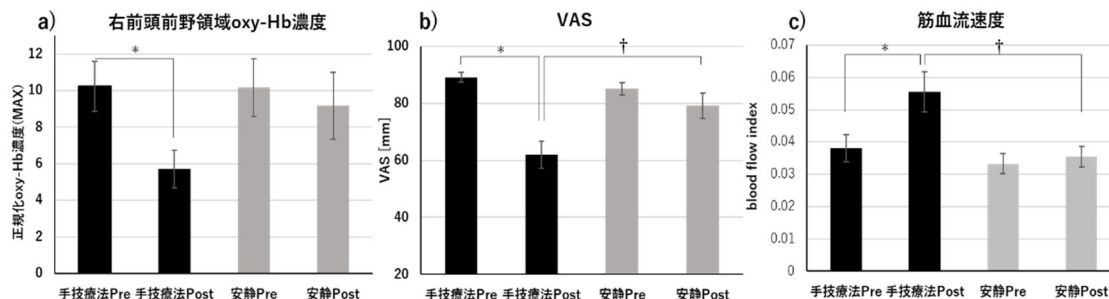 a) 右前頭前野領域oxy-Hb濃度
正規化oxy-Hb濃度(MAX)
12
10
8
6
4
2
0
*
手技療法Pre 手技療法Post 安静Pre 安静Post
b) VAS
VAS [mm]
100
80
60
40
20
* †
手技療法Pre 手技療法Post 安静Pre 安静Post
c) 筋血流速度
blood flow index
0.07
0.06
0.05
0.04
0.03
0.02
0.01
0
* †
手技療法Pre 手技療法Post 安静Pre 安静Post